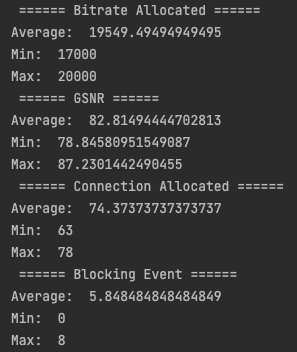 ====== Bitrate Allocated ======
Average:  19549.49494949495
Min:  17000
Max:  20000
====== GSNR ======
Average:  82.81494444702813
Min:  78.84580951549087
Max:  87.2301442490455
====== Connection Allocated ======
Average:  74.37373737373737
Min:  63
Max:  78
====== Blocking Event ======
Average:  5.848484848484849
Min:  0
Max:  8